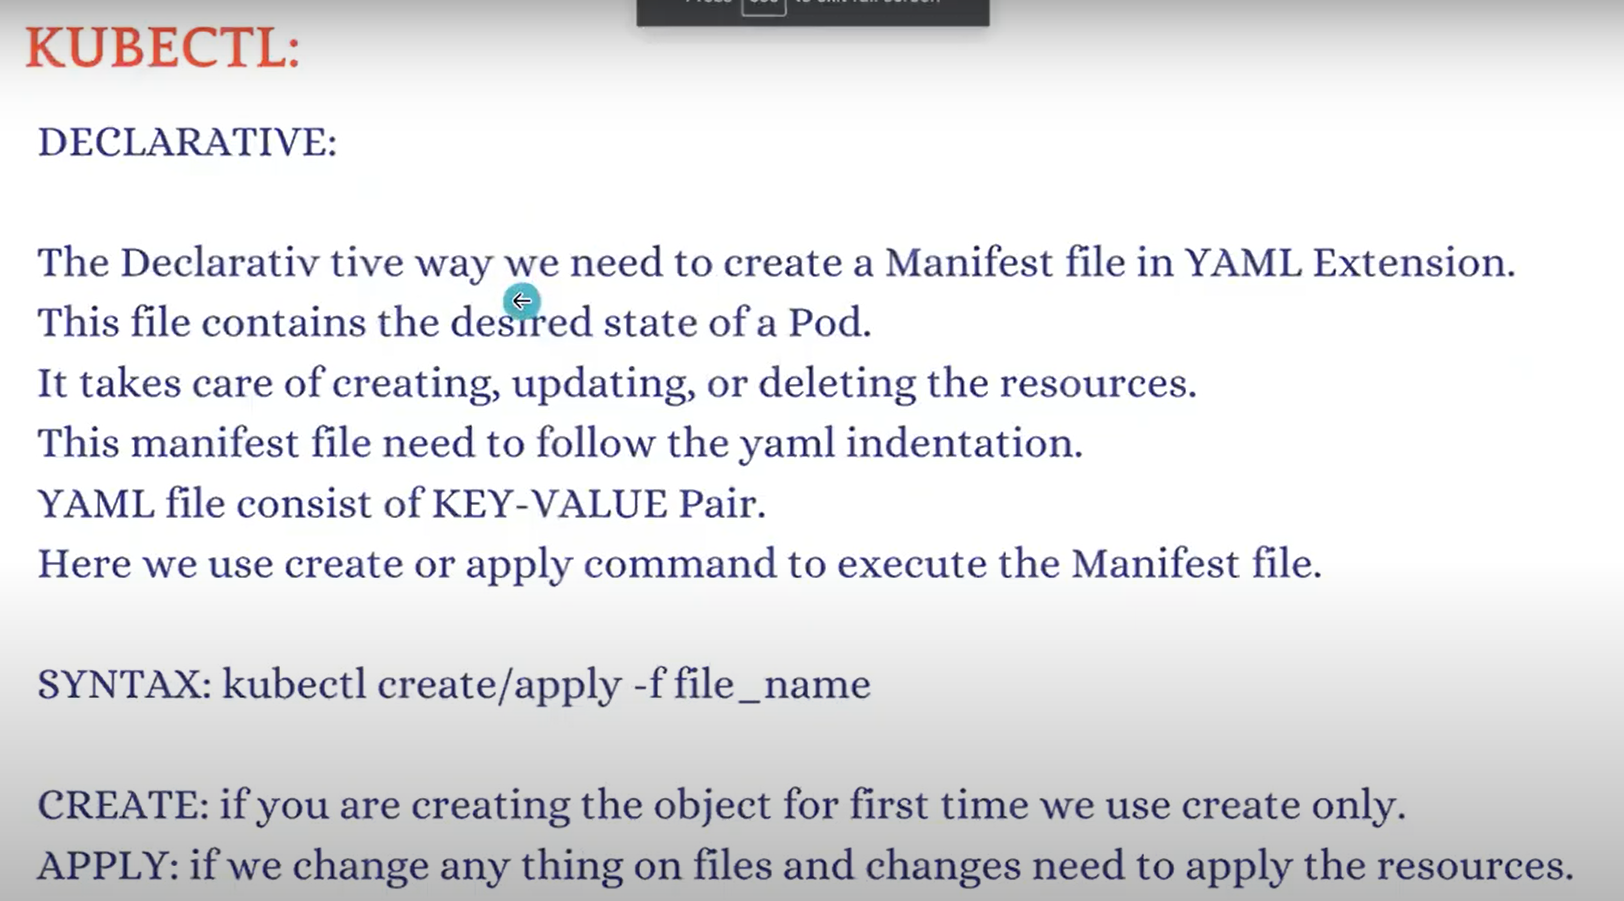 KUBECTL:
DECLARATIVE:
The Declarativ tive way we need to create a Manifest file in YAML Extension.
This file contains the desired state of a Pod.
It takes care of creating, updating, or deleting the resources.
This manifest file need to follow the yaml indentation.
YAML file consist of KEY-VALUE Pair.
Here we use create or apply command to execute the Manifest file.
SYNTAX: kubectl create/apply -f file_name
CREATE: if you are creating the object for first time we use create only.
APPLY: if we change any thing on files and changes need to apply the resources.